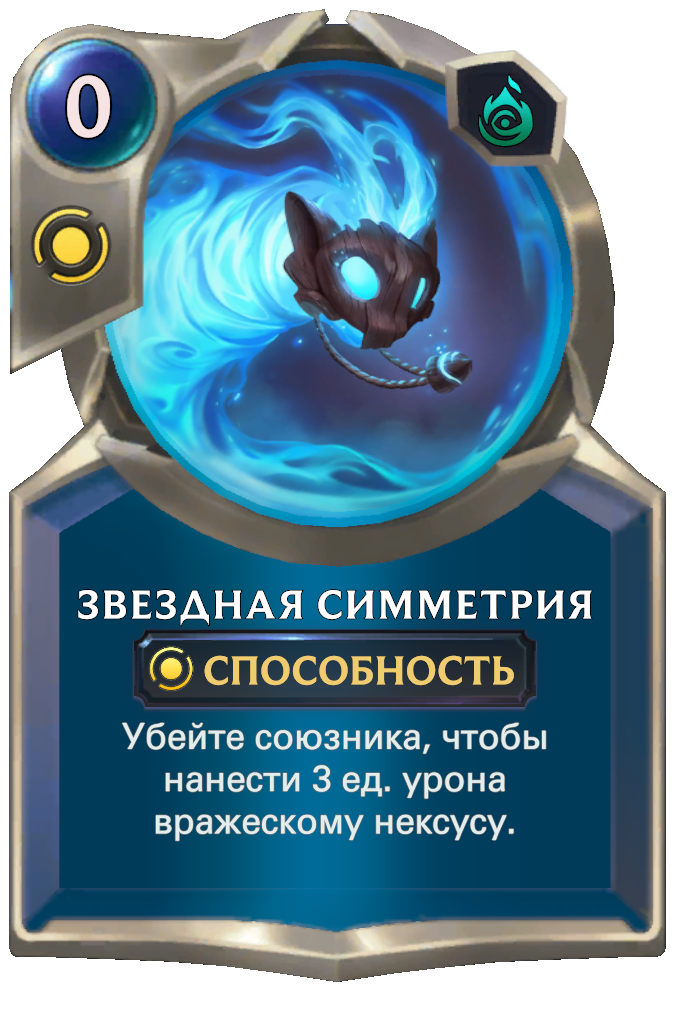 0
ЗВЕЗДНАЯ СИММЕТРИЯ
СПОСОБНОСТЬ
Убейте союзника, чтобы
нанести 3 ед. урона
вражескому нексусу.